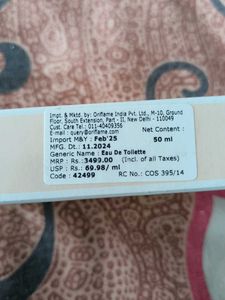 Impt. & Mktd. by: Oriflame India Pvt. Ltd., M-10, Ground
Floor, South Extension, Part - II, New Delhi - 110049
Cust. Care Tel : 011-40409356
E-mail : query@oriflame.com Net Content :
Import MBY : Feb'25 50 ml
MFG. Dt.: 11.2024
Generic Name : Eau De Toilette
MRP : Rs.:3499.00 (Incl. of all Taxes)
USP : Rs.:69.98/ ml
Code : 42499 RC No.: COS 395/14